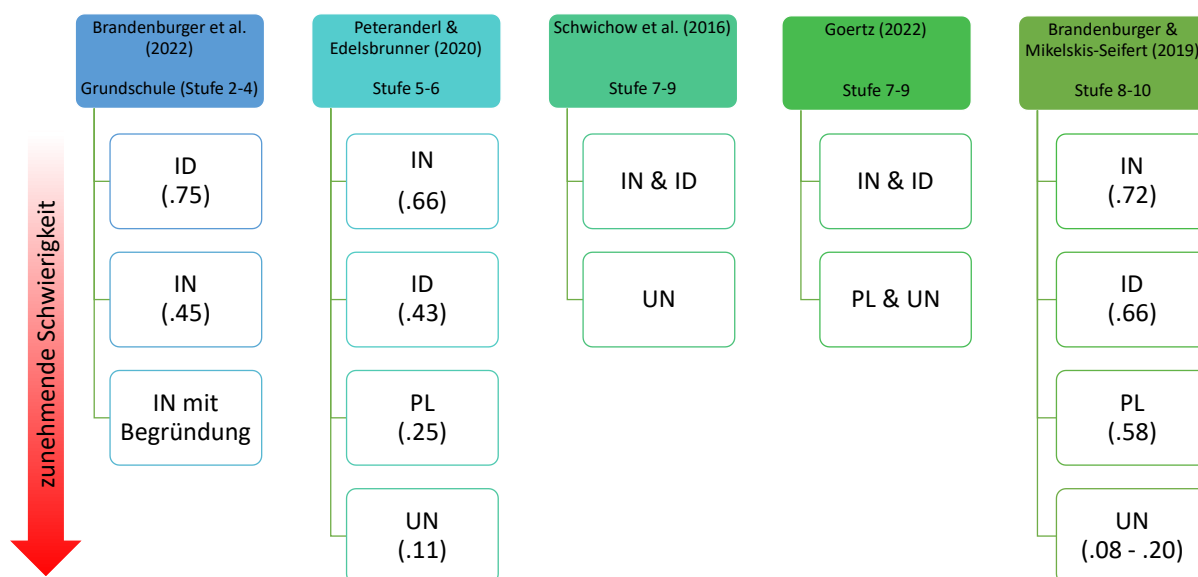 Brandenburger et al.
(2022)
Grundschule (Stufe 2-4)
ID
(.75)
IN
(.45)
IN mit
Begründung
Peteranderl &
Edelsbrunner (2020)
Stufe 5-6
IN
(.66)
ID
(.43)
PL
(.25)
UN
(.11)
Schwichow et al. (2016)
Stufe 7-9
IN & ID
UN
Goertz (2022)
Stufe 7-9
IN & ID
PL & UN
Brandenburger &
Mikelskis-Seifert (2019)
Stufe 8-10
IN
(.72)
ID
(.66)
PL
(.58)
UN
(.08 - .20)
zunehmende Schwierigkeit